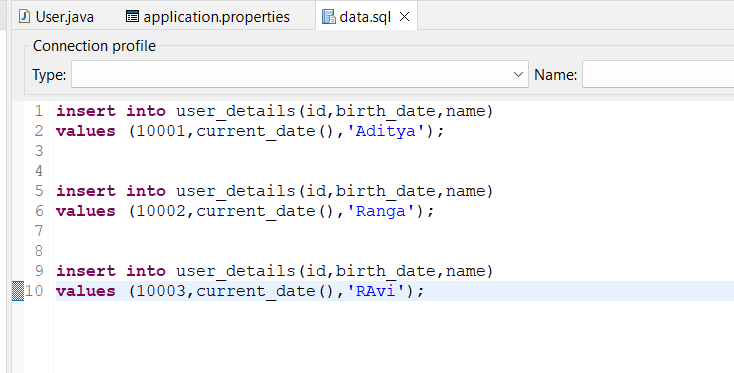 User.java application.properties data.sql
Connection profile
Type: Name:
1 insert into user_details(id,birth_date,name)
2 values (10001,current_date(),'Aditya');
3
4
5 insert into user_details(id,birth_date,name)
6 values (10002,current_date(),'Ranga');
7
8
9 insert into user_details(id,birth_date,name)
10 values (10003,current_date(),'RAvi');